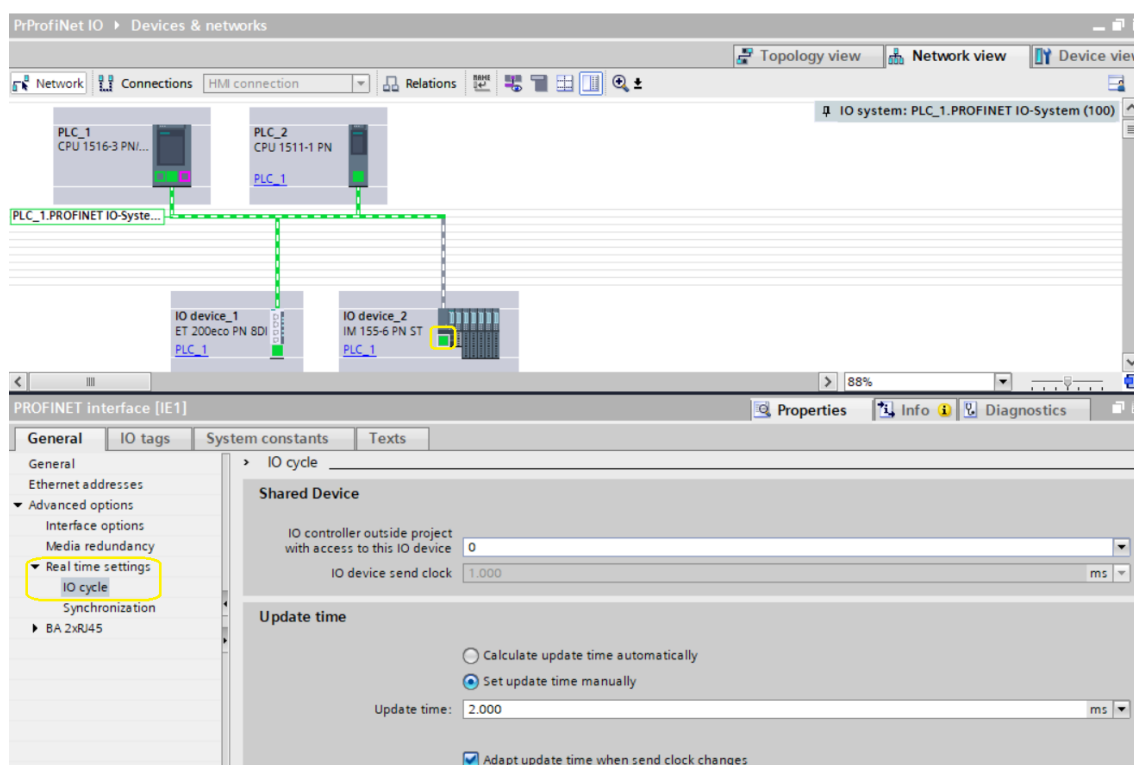 PrProfiNet IO ▸ Devices & networks
Topology view
Network view
Device view
Network
Connections
HMI connection
Relations
IO system: PLC_1.PROFINET IO-System (100)
PLC_1
CPU 1516-3 PN/...
PLC_2
CPU 1511-1 PN
PLC_1
PLC_1.PROFINET IO-Syste...
IO device_1
ET 200eco PN 8DI
PLC_1
IO device_2
IM 155-6 PN ST
PLC_1
88%
PROFINET interface [IE1]
Properties
Info
Diagnostics
General
IO tags
System constants
Texts
General
Ethernet addresses
Advanced options
Interface options
Media redundancy
Real time settings
IO cycle
Synchronization
BA 2xRJ45
IO cycle
Shared Device
IO controller outside project
with access to this IO device
0
IO device send clock
1.000
ms
Update time
Calculate update time automatically
Set update time manually
Update time:
2.000
ms
Adapt update time when send clock changes